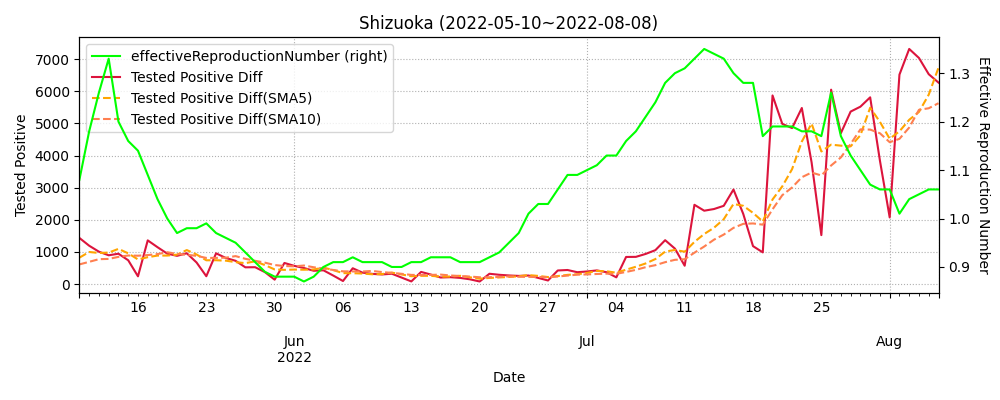 Shizuoka (2022-05-10~2022-08-08)
effectiveReproductionNumber (right)
Tested Positive Diff
Tested Positive Diff(SMA5)
Tested Positive Diff(SMA10)
Tested Positive
7000
6000
5000
4000
3000
2000
1000
0
Effective Reproduction Number
1.3
1.2
1.1
1.0
0.9
16 23 30 06 13 20 27 04 11 18 25
Jun Jul Aug
2022
Date